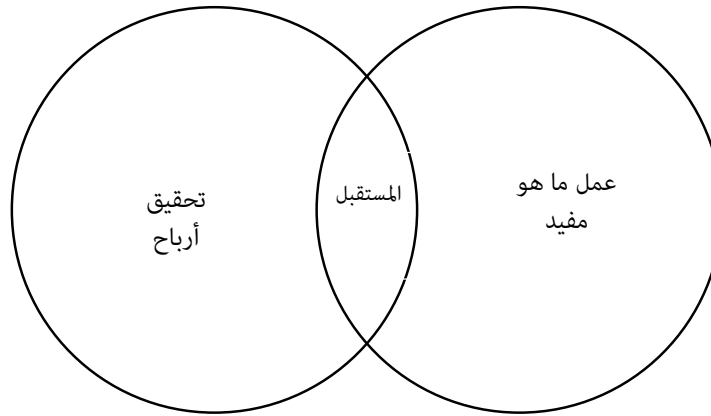 عمل ما هو
مفيد
المستقبل
تحقيق
أرباح